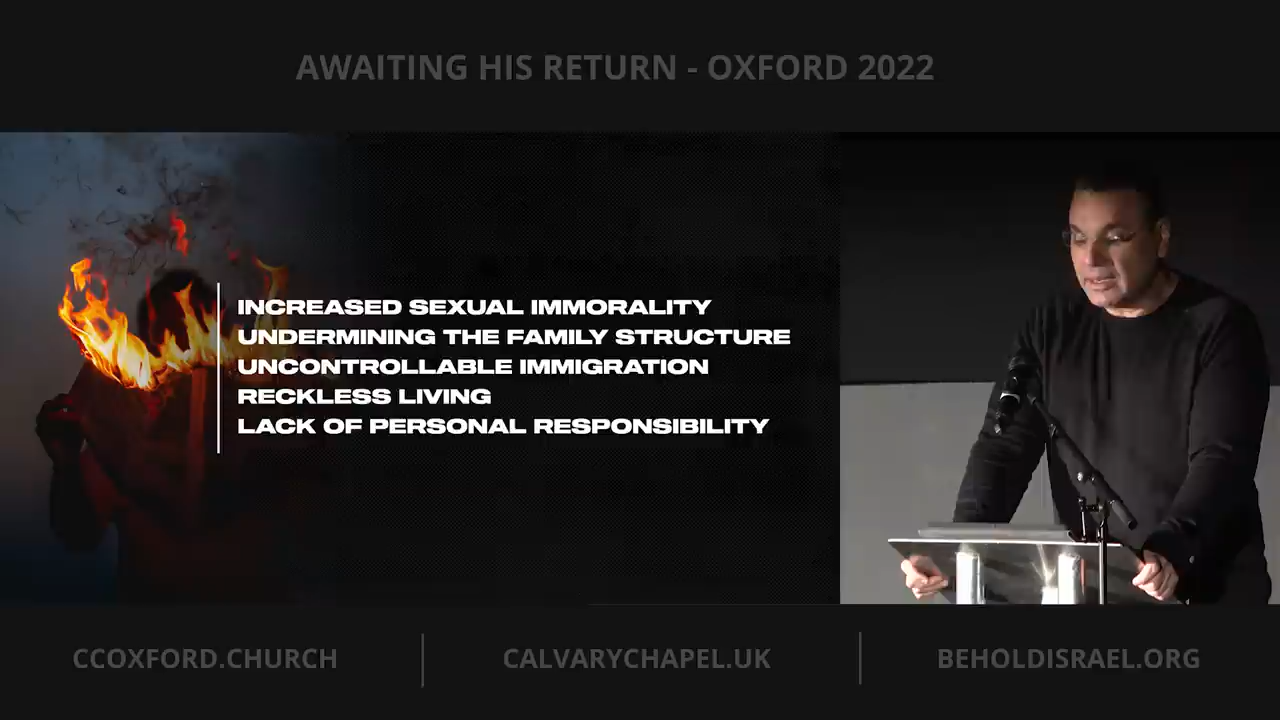 AWAITING HIS RETURN - OXFORD 2022
INCREASED SEXUAL IMMORALITY
UNDERMINING THE FAMILY STRUCTURE
UNCONTROLLABLE IMMIGRATION
RECKLESS LIVING
LACK OF PERSONAL RESPONSIBILITY
CCOXFORD.CHURCH
CALVARYCHAPEL.UK
BEHOLDISRAEL.ORG